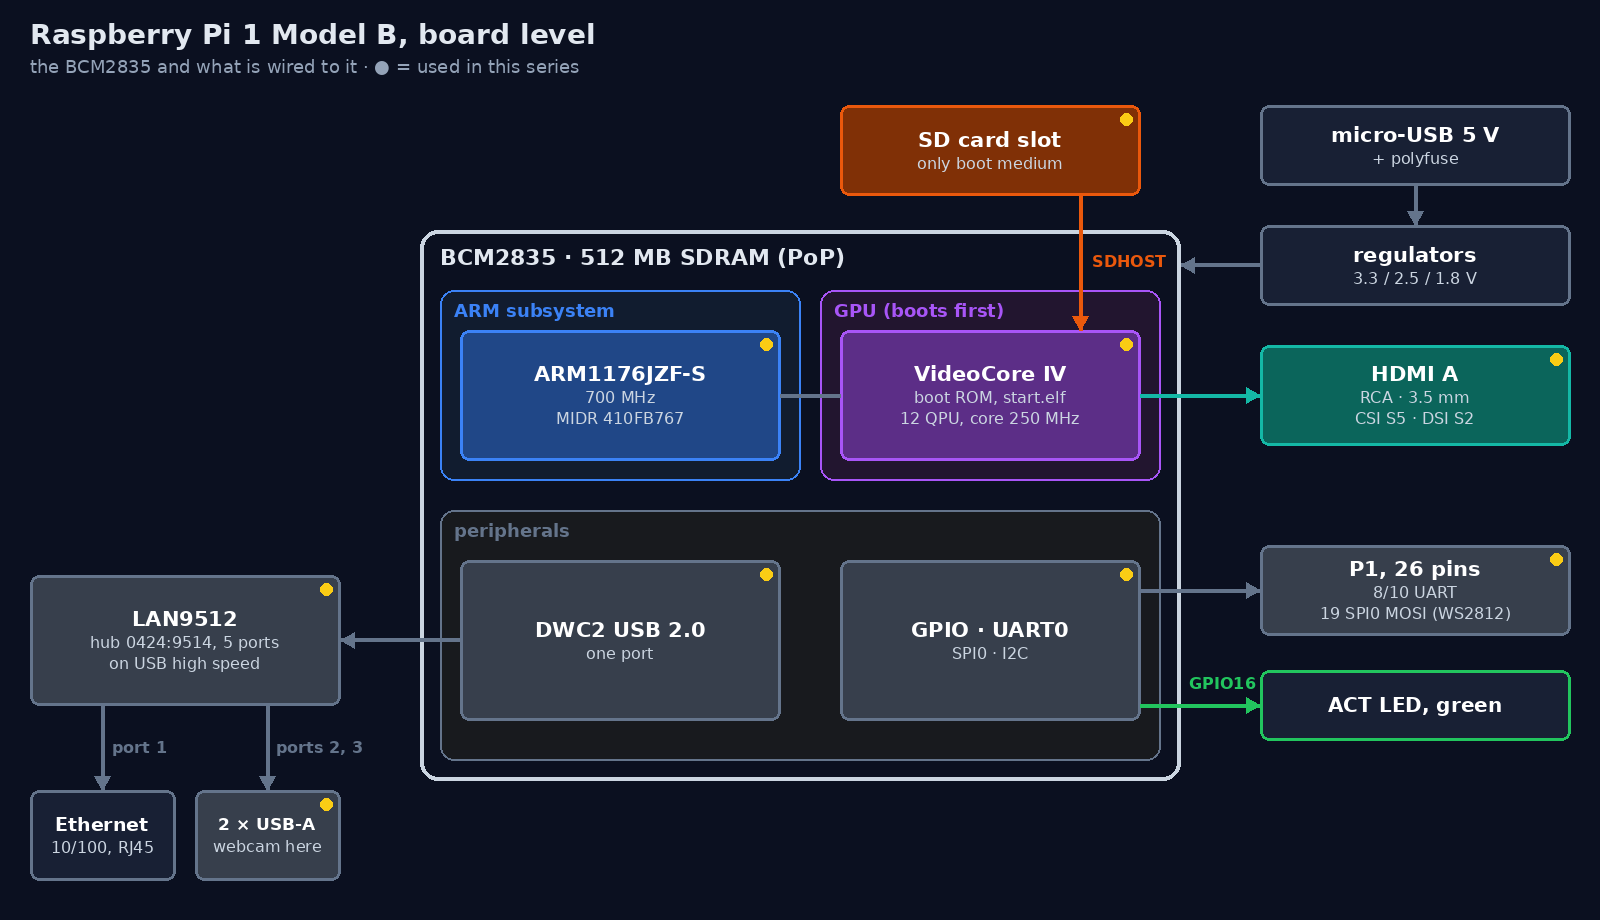 Raspberry Pi 1 Model B, board level
the BCM2835 and what is wired to it · ● = used in this series
SD card slot
only boot medium
micro-USB 5 V
+ polyfuse
regulators
3.3 / 2.5 / 1.8 V
BCM2835 · 512 MB SDRAM (PoP)
SDHOST
ARM subsystem
ARM1176JZF-S
700 MHz
MIDR 410FB767
GPU (boots first)
VideoCore IV
boot ROM, start.elf
12 QPU, core 250 MHz
HDMI A
RCA · 3.5 mm
CSI S5 · DSI S2
peripherals
DWC2 USB 2.0
one port
GPIO · UART0
SPI0 · I2C
P1, 26 pins
8/10 UART
19 SPI0 MOSI (WS2812)
GPIO16
ACT LED, green
LAN9512
hub 0424:9514, 5 ports
on USB high speed
port 1
ports 2, 3
Ethernet
10/100, RJ45
2 × USB-A
webcam here